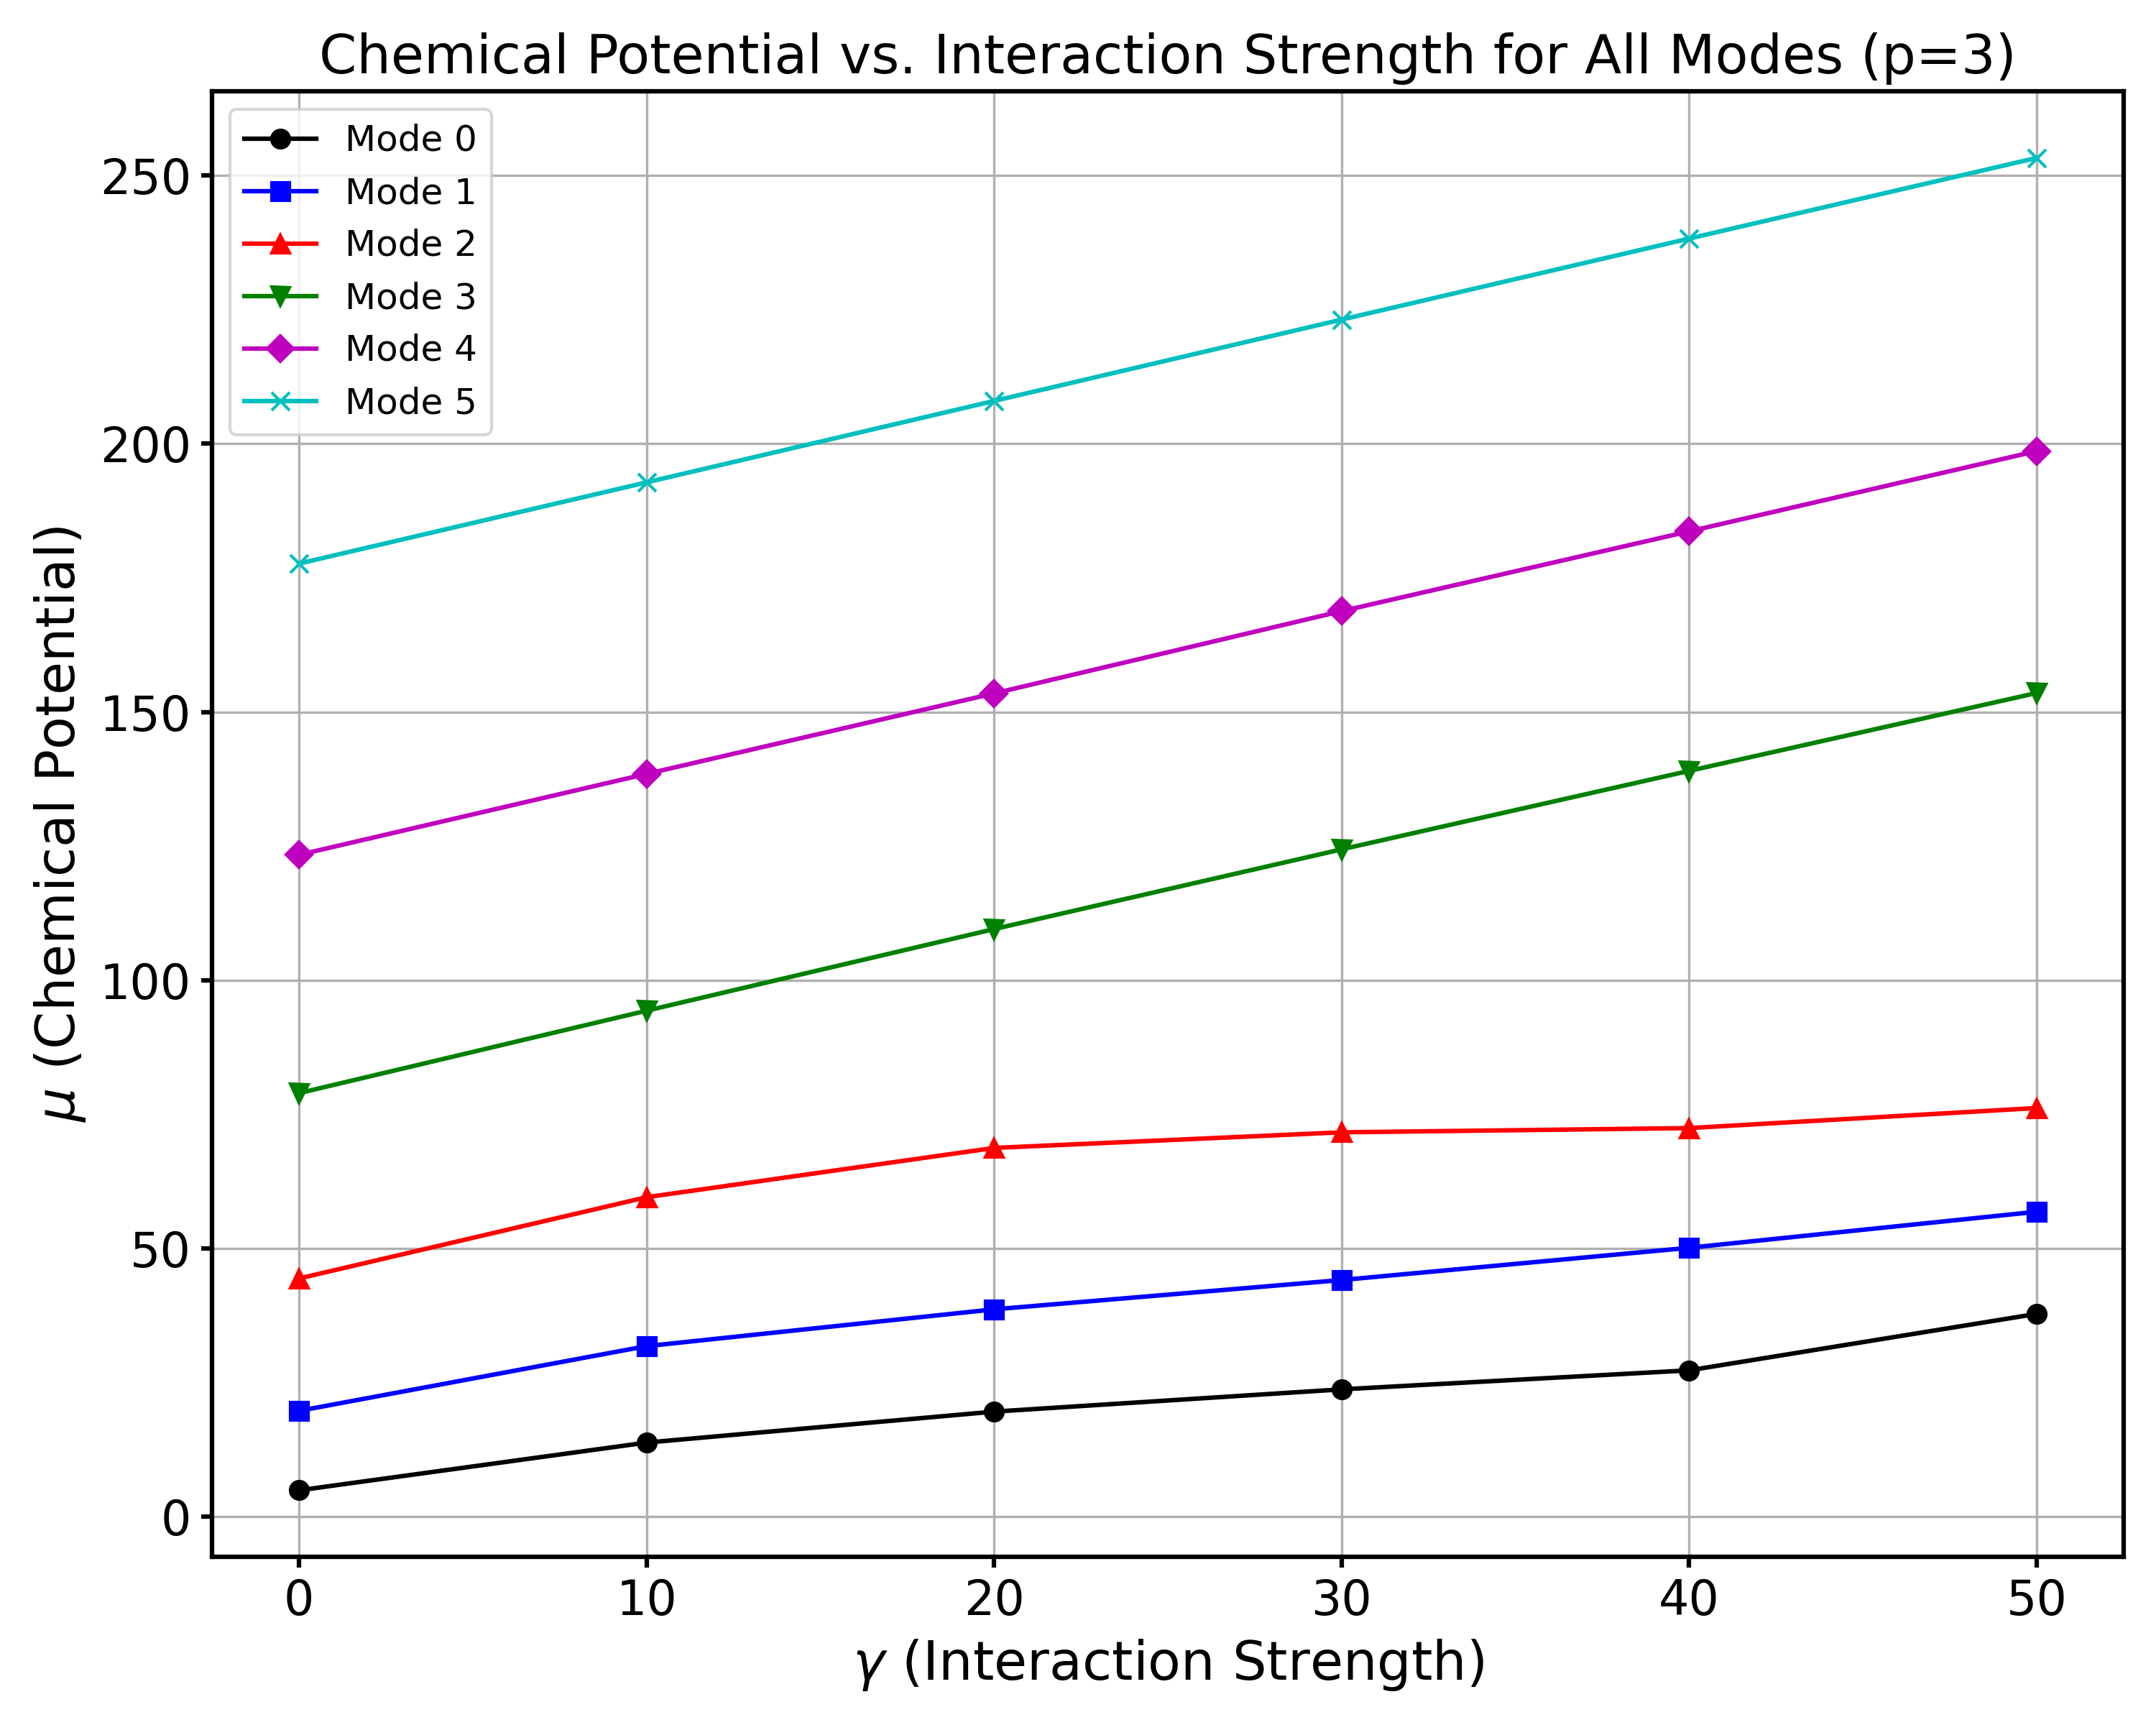 Chemical Potential vs. Interaction Strength for All Modes (p=3)
Mode 0
Mode 1
Mode 2
Mode 3
Mode 4
Mode 5
250
200
150
100
50
0
μ (Chemical Potential)
0 10 20 30 40 50
γ (Interaction Strength)